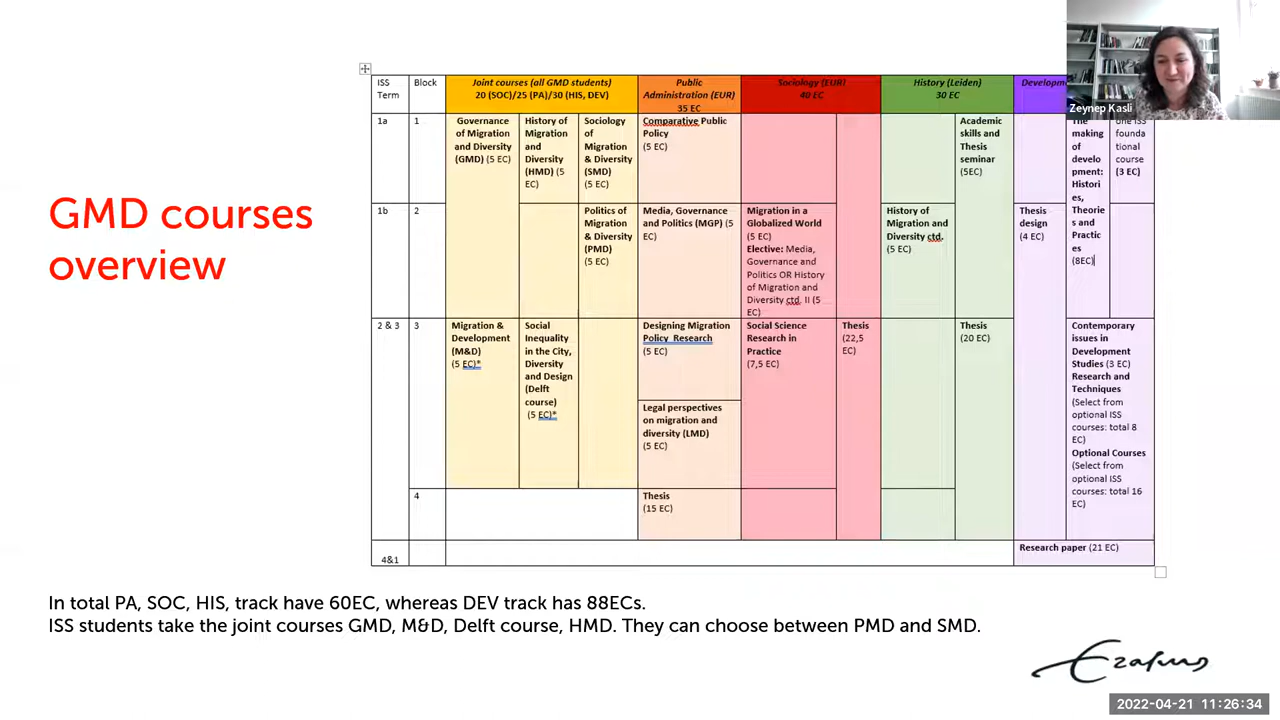 Zeynep Kasli
GMD courses
overview
ISS
Term
Block
Joint courses (all GMD students)
20 (SOC)/25 (PA)/30 (HIS, DEV)
Public
Administration (EUR)
35 EC
Sociology (EUR)
40 EC
History (Leiden)
30 EC
1a
1
Governance
of Migration
and Diversity
(GMD) (5 EC)
History of
Migration
and
Diversity
(HMD) (5
EC)
Sociology
of
Migration
& Diversity
(SMD)
(5 EC)
Comparative Public
Policy
(5 EC)
Academic
skills and
Thesis
seminar
(5EC)
making
of
develo
pment:
Histori
es,
Theorie
s and
Practic
es
(8EC)
one ISS
founda
tional
course
(3 EC)
1b
2
Politics of
Migration
& Diversity
(PMD)
(5 EC)
Media, Governance
and Politics (MGP) (5
EC)
Migration in a
Globalized World
(5 EC)
Elective: Media,
Governance and
Politics OR History
of Migration and
Diversity ctd. II (5
EC)
History of
Migration and
Diversity ctd.
(5 EC)
Thesis
design
(4 EC)
2 & 3
3
Migration &
Development
(M&D)
(5 EC)*
Social
Inequality
in the City,
Diversity
and Design
(Delft
course)
(5 EC)*
Designing Migration
Policy Research
(5 EC)
Legal perspectives
on migration and
diversity (LMD)
(5 EC)
Social Science
Research in
Practice
(7,5 EC)
Thesis
(22,5
EC)
Thesis
(20 EC)
Contemporary
issues in
Development
Studies (3 EC)
Research and
Techniques
(Select from
optional ISS
courses: total 8
EC)
Optional Courses
(Select from
optional ISS
courses: total 16
EC)
4
Thesis
(15 EC)
4&1
Research paper (21 EC)
In total PA, SOC, HIS, track have 60EC, whereas DEV track has 88ECs.
ISS students take the joint courses GMD, M&D, Delft course, HMD. They can choose between PMD and SMD.
Erasmus
2022-04-21 11:26:34